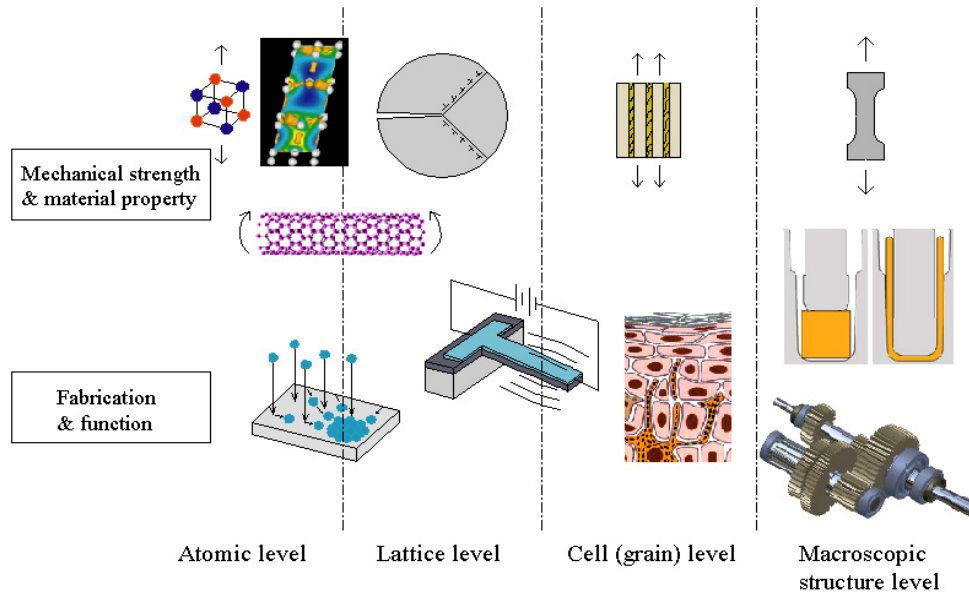 Mechanical strength
& material property
Fabrication
& function
Atomic level
Lattice level
Cell (grain) level
Macroscopic
structure level